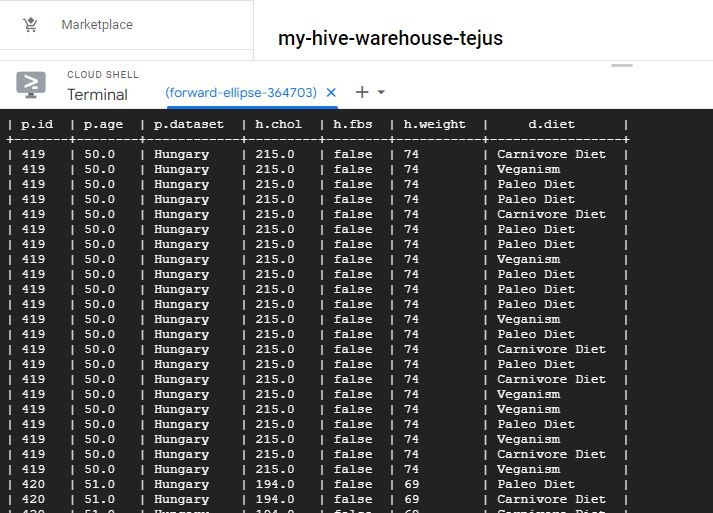 Marketplace
my-hive-warehouse-tejus
CLOUD SHELL
Terminal (forward-ellipse-364703)
| p.id | p.age | p.dataset | h.chol | h.fbs | h.weight | d.diet |
| 419 | 50.0 | Hungary | 215.0 | false | 74 | Carnivore Diet |
| 419 | 50.0 | Hungary | 215.0 | false | 74 | Veganism |
| 419 | 50.0 | Hungary | 215.0 | false | 74 | Paleo Diet |
| 419 | 50.0 | Hungary | 215.0 | false | 74 | Paleo Diet |
| 419 | 50.0 | Hungary | 215.0 | false | 74 | Carnivore Diet |
| 419 | 50.0 | Hungary | 215.0 | false | 74 | Paleo Diet |
| 419 | 50.0 | Hungary | 215.0 | false | 74 | Paleo Diet |
| 419 | 50.0 | Hungary | 215.0 | false | 74 | Veganism |
| 419 | 50.0 | Hungary | 215.0 | false | 74 | Paleo Diet |
| 419 | 50.0 | Hungary | 215.0 | false | 74 | Paleo Diet |
| 419 | 50.0 | Hungary | 215.0 | false | 74 | Paleo Diet |
| 419 | 50.0 | Hungary | 215.0 | false | 74 | Veganism |
| 419 | 50.0 | Hungary | 215.0 | false | 74 | Paleo Diet |
| 419 | 50.0 | Hungary | 215.0 | false | 74 | Carnivore Diet |
| 419 | 50.0 | Hungary | 215.0 | false | 74 | Paleo Diet |
| 419 | 50.0 | Hungary | 215.0 | false | 74 | Carnivore Diet |
| 419 | 50.0 | Hungary | 215.0 | false | 74 | Veganism |
| 419 | 50.0 | Hungary | 215.0 | false | 74 | Veganism |
| 419 | 50.0 | Hungary | 215.0 | false | 74 | Paleo Diet |
| 419 | 50.0 | Hungary | 215.0 | false | 74 | Veganism |
| 419 | 50.0 | Hungary | 215.0 | false | 74 | Carnivore Diet |
| 419 | 50.0 | Hungary | 215.0 | false | 74 | Veganism |
| 420 | 51.0 | Hungary | 194.0 | false | 69 | Paleo Diet |
| 420 | 51.0 | Hungary | 194.0 | false | 69 | Carnivore Diet |
| 420 | 51.0 | Hungary | 194.0 | false | 69 | Carnivore Diet |